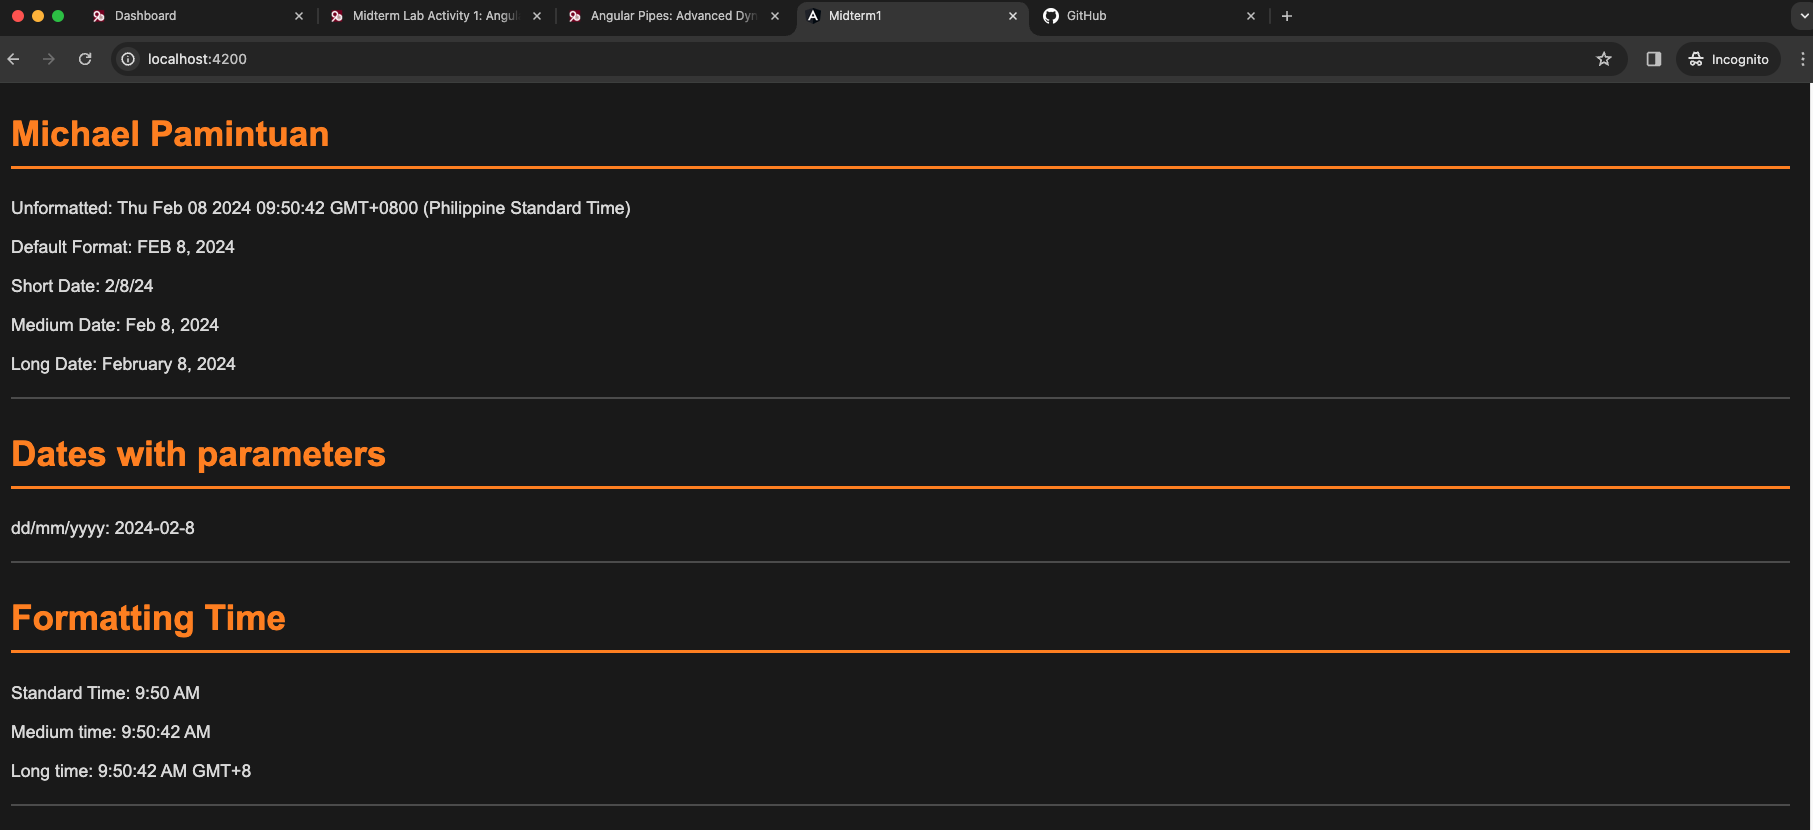 Dashboard
Midterm Lab Activity 1: Angul
Angular Pipes: Advanced Dyn
Midterm1
GitHub
localhost:4200
Incognito
Michael Pamintuan
Unformatted: Thu Feb 08 2024 09:50:42 GMT+0800 (Philippine Standard Time)
Default Format: FEB 8, 2024
Short Date: 2/8/24
Medium Date: Feb 8, 2024
Long Date: February 8, 2024
Dates with parameters
dd/mm/yyyy: 2024-02-8
Formatting Time
Standard Time: 9:50 AM
Medium time: 9:50:42 AM
Long time: 9:50:42 AM GMT+8